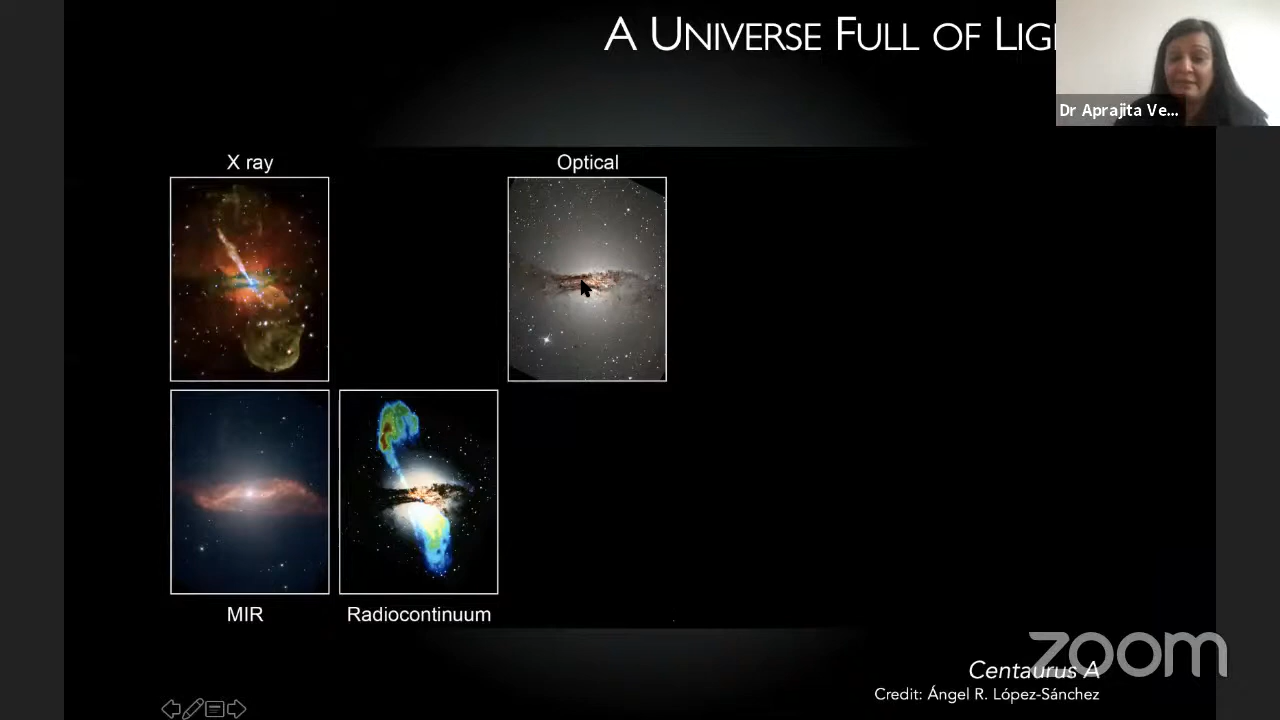 A UNIVERSE FULL OF LIG
Dr Aprajita Ve...
X ray
Optical
MIR
Radiocontinuum
zoom
Centaurus A
Credit: Ángel R. López-Sánchez